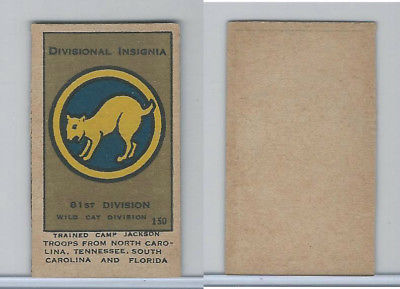 DIVISIONAL INSIGNIA
81ST DIVISION
WILD CAT DIVISION
150
TRAINED CAMP JACKSON
TROOPS FROM NORTH CARO-
LINA, TENNESSEE, SOUTH
CAROLINA AND FLORIDA